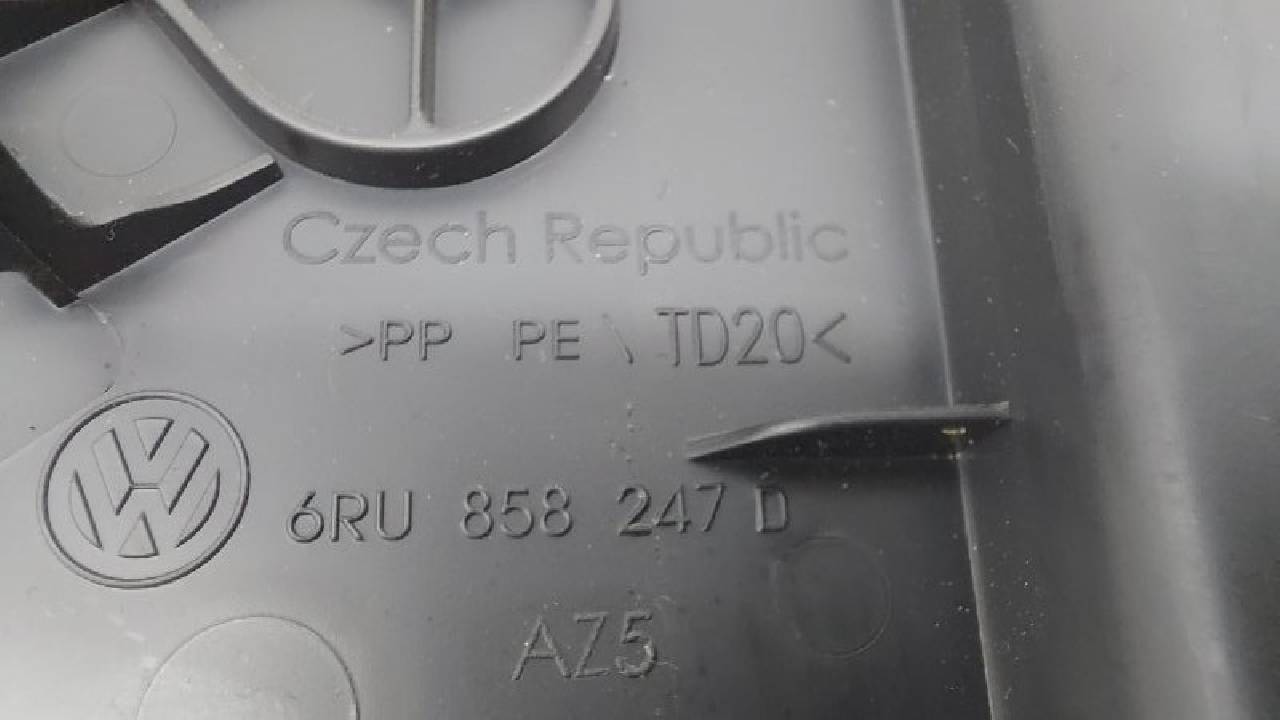 Czech Republic
>PP PE \ TD20<
6RU 858 247 D
AZ5